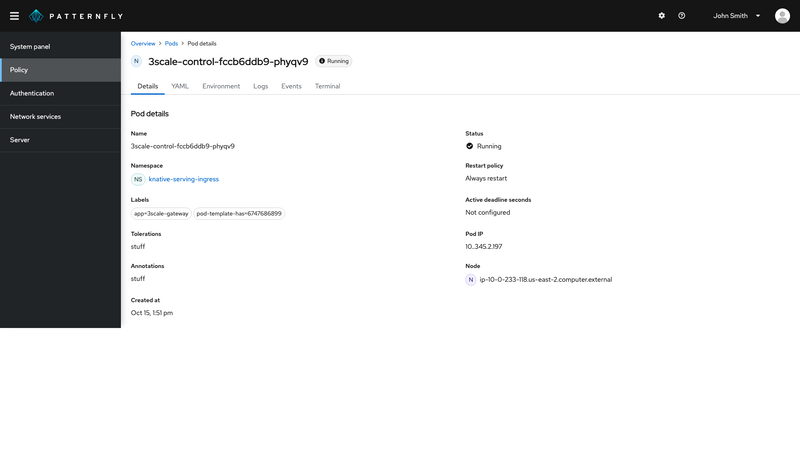 PATTERNFLY
John Smith
System panel
Policy
Authentication
Network services
Server
Overview > Pods > Pod details
N 3scale-control-fccb6ddb9-phyqv9 Running
Details YAML Environment Logs Events Terminal
Pod details
Name
3scale-control-fccb6ddb9-phyqv9
Namespace
NS knative-serving-ingress
Labels
app=3scale-gateway pod-template-has=6747686899
Tolerations
stuff
Annotations
stuff
Created at
Oct 15, 1:51 pm
Status
Running
Restart policy
Always restart
Active deadline seconds
Not configured
Pod IP
10..345.2.197
Node
N ip-10-0-233-118.us-east-2.computer.external